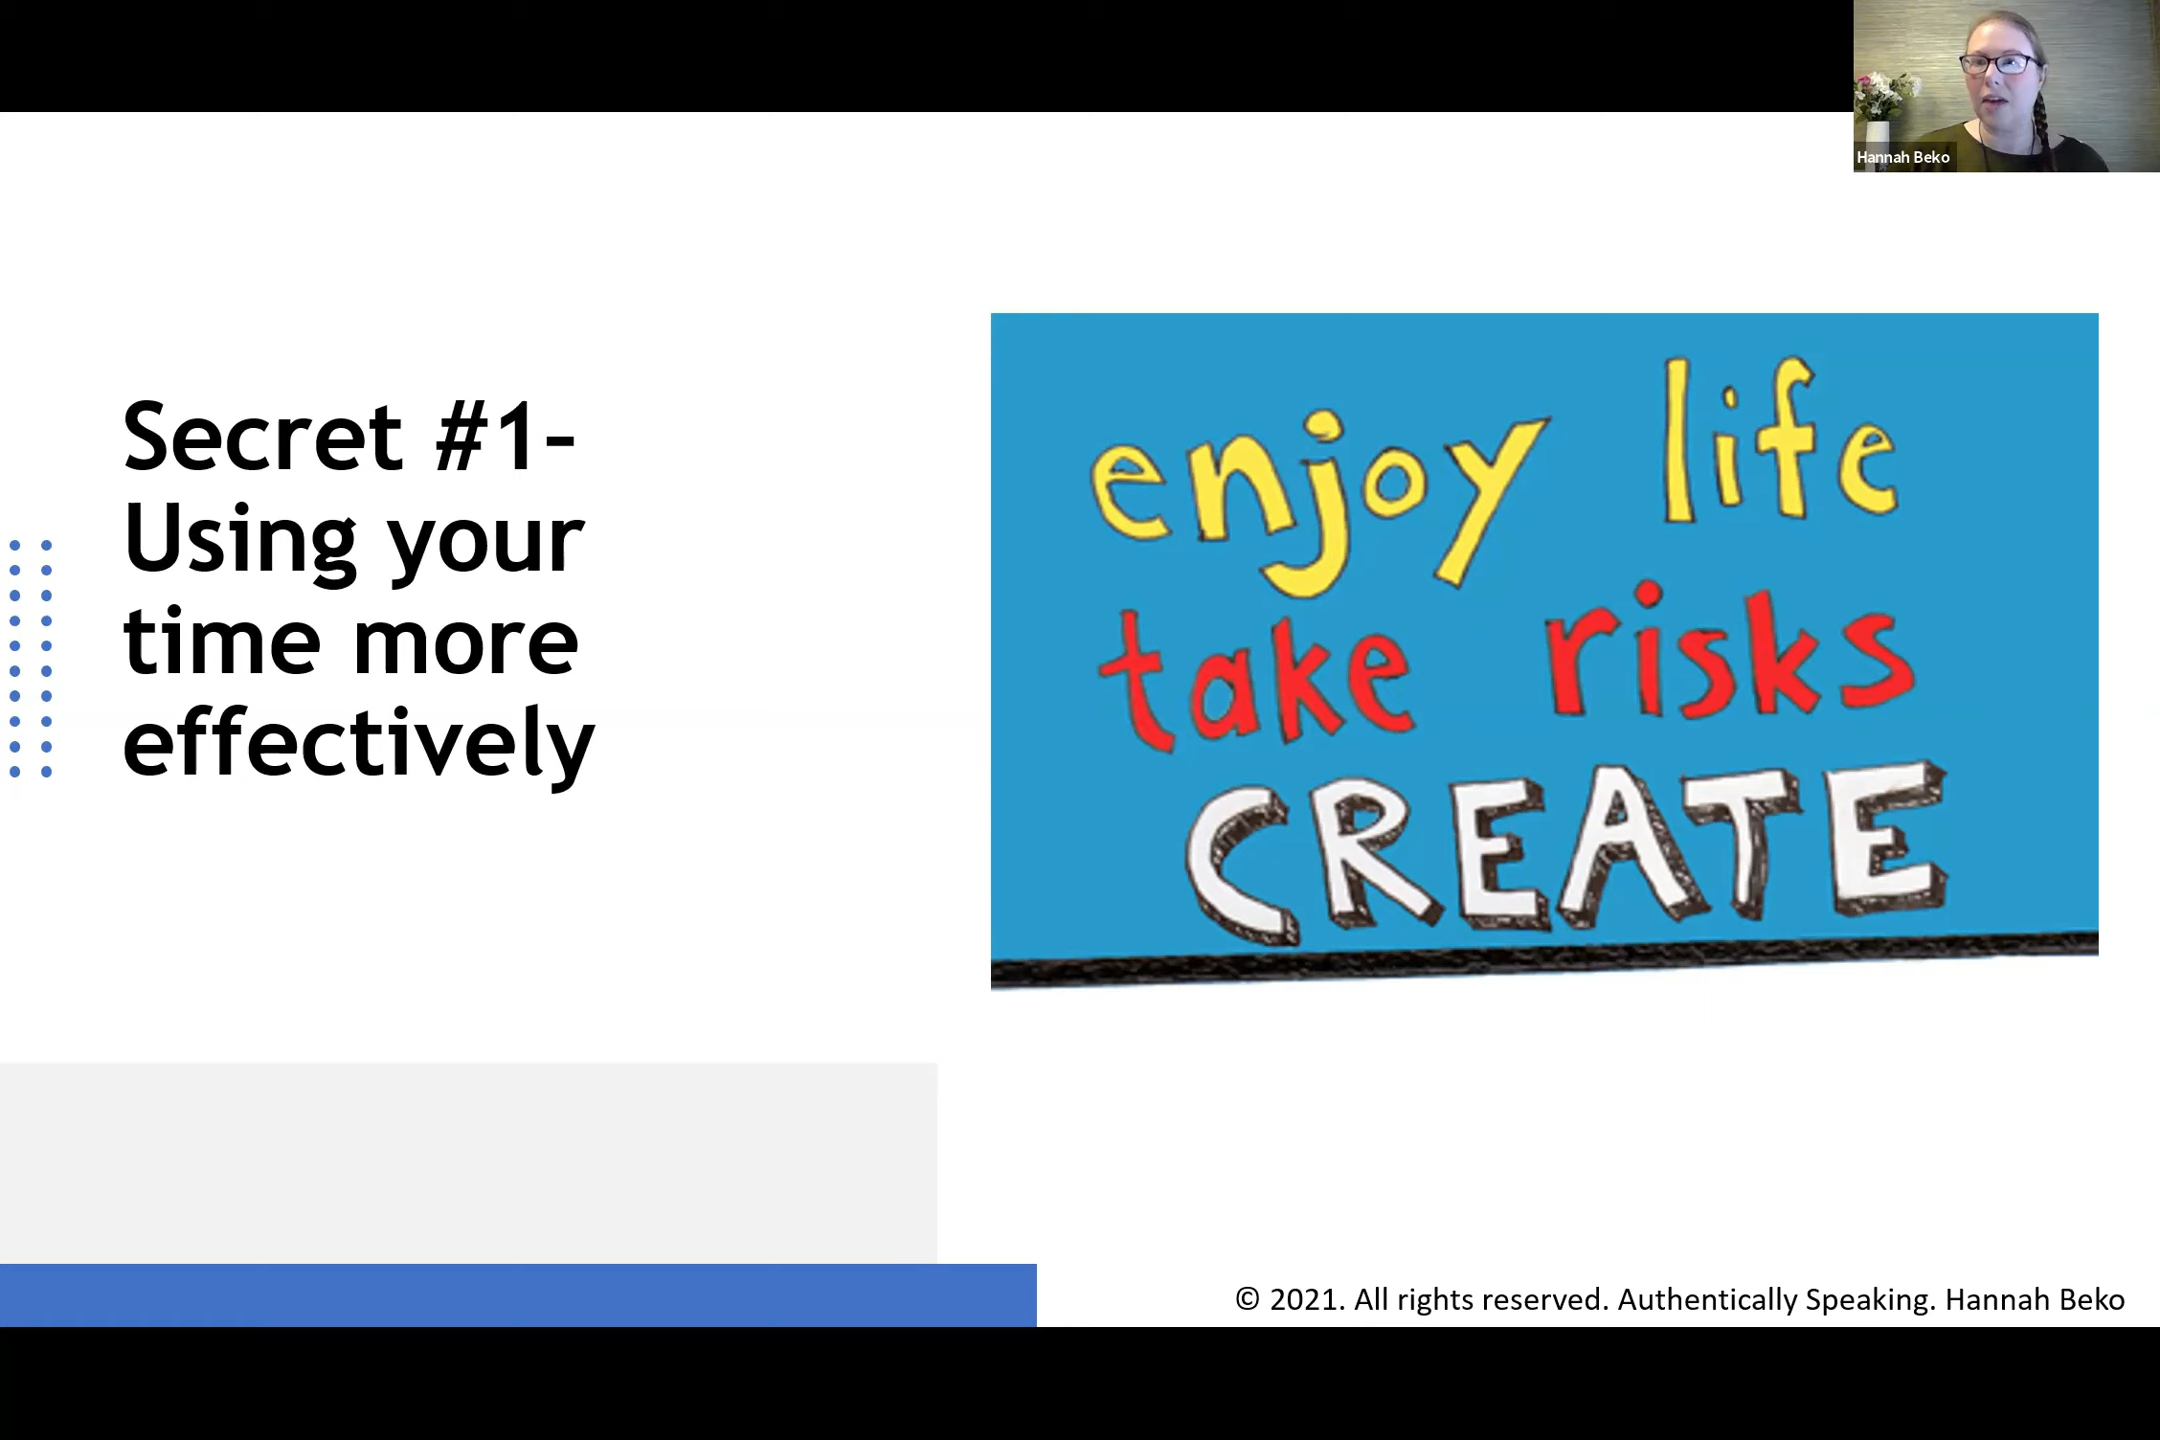 Hannah Beko
Secret #1-
Using your
time more
effectively
enjoy life
take risks
CREATE
© 2021. All rights reserved. Authentically Speaking. Hannah Beko